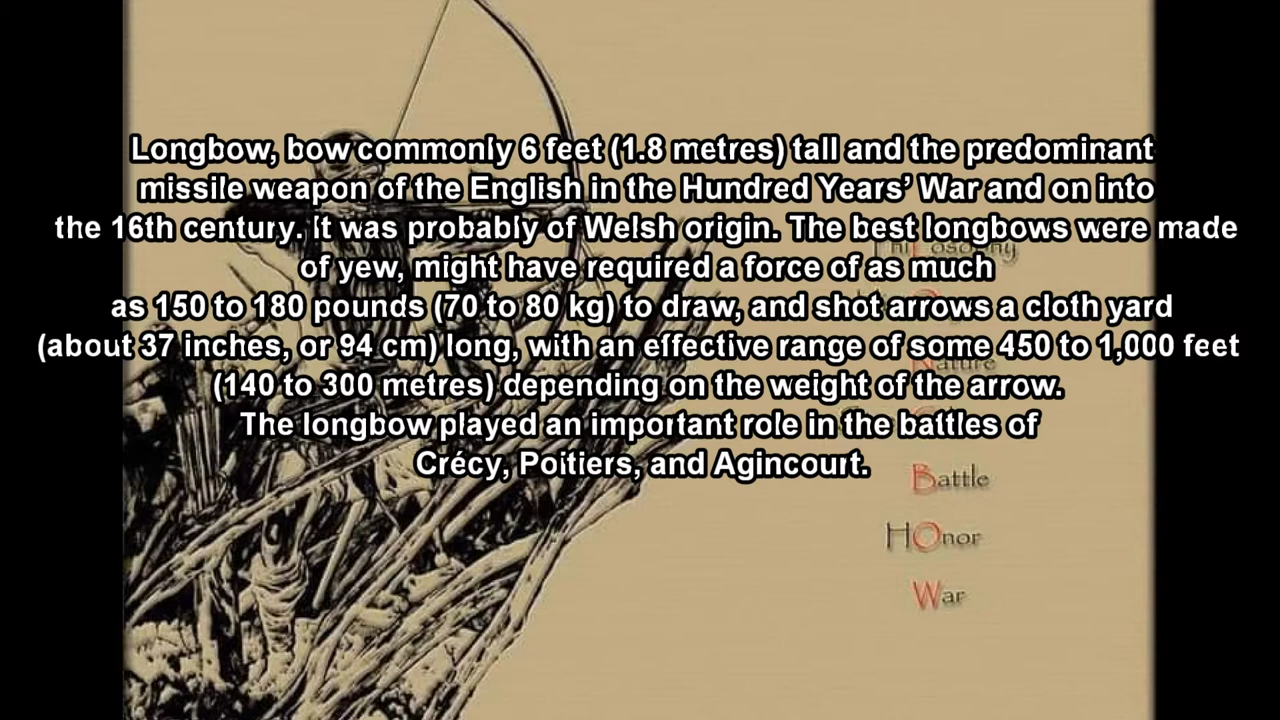 Longbow, bow commonly 6 feet (1.8 metres) tall and the predominant
missile weapon of the English in the Hundred Years’ War and on into
the 16th century. It was probably of Welsh origin. The best longbows were made
of yew, might have required a force of as much
as 150 to 180 pounds (70 to 80 kg) to draw, and shot arrows a cloth yard
(about 37 inches, or 94 cm) long, with an effective range of some 450 to 1,000 feet
(140 to 300 metres) depending on the weight of the arrow.
The longbow played an important role in the battles of
Crécy, Poitiers, and Agincourt.
PhiLosophy
Nature
Battle
HOnor
War